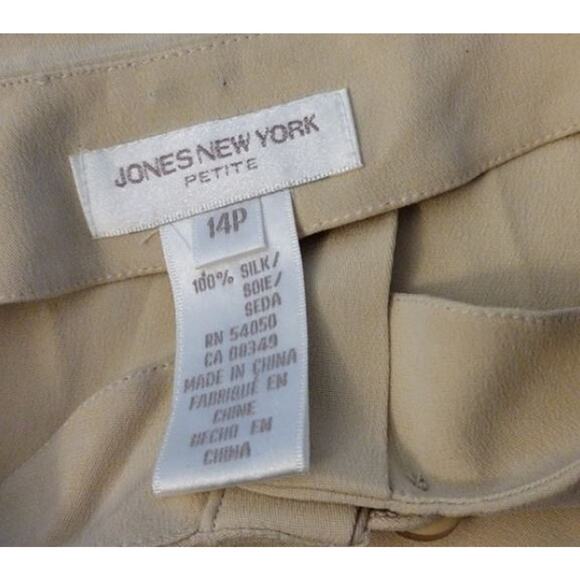 JONES NEW YORK
PETITE
14P
100% SILK/
SOIE/
SEDA
RN 54050
CA 08349
MADE IN CHINA
FABRIQUÉ EN
CHINE
HECHO EN
CHINA